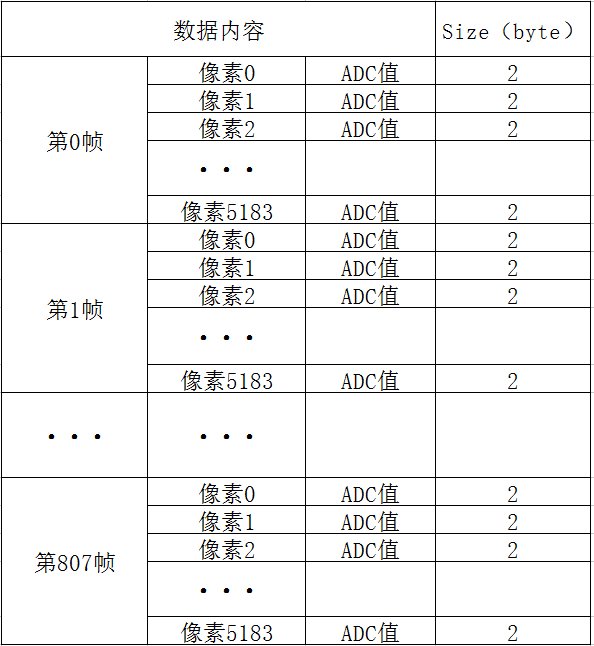 数据内容 Size（byte）
第0帧
像素0 ADC值 2
像素1 ADC值 2
像素2 ADC值 2
···
像素5183 ADC值 2
第1帧
像素0 ADC值 2
像素1 ADC值 2
像素2 ADC值 2
···
像素5183 ADC值 2
··· ···
第807帧
像素0 ADC值 2
像素1 ADC值 2
像素2 ADC值 2
···
像素5183 ADC值 2